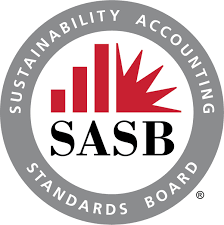 SUSTAINABILITY ACCOUNTING
SASB
STANDARDS BOARD
®